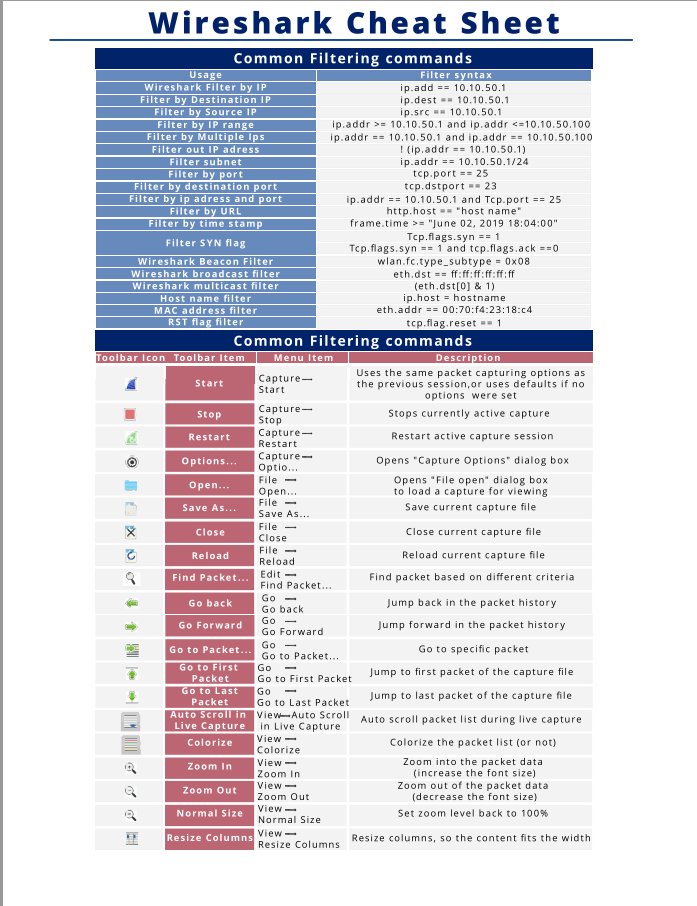 Wireshark Cheat Sheet
Common Filtering commands
Usage Filter syntax
Wireshark Filter by IP ip.add == 10.10.50.1
Filter by Destination IP ip.dest == 10.10.50.1
Filter by Source IP ip.src == 10.10.50.1
Filter by IP range ip.addr >= 10.10.50.1 and ip.addr <=10.10.50.100
Filter by Multiple Ips ip.addr == 10.10.50.1 and ip.addr == 10.10.50.100
Filter out IP adress ! (ip.addr == 10.10.50.1)
Filter subnet ip.addr == 10.10.50.1/24
Filter by port tcp.port == 25
Filter by destination port tcp.dstport == 23
Filter by ip adress and port ip.addr == 10.10.50.1 and Tcp.port == 25
Filter by URL http.host == "host name"
Filter by time stamp frame.time >= "June 02, 2019 18:04:00"
Filter SYN flag Tcp.flags.syn == 1
Tcp.flags.syn == 1 and tcp.flags.ack ==0
Wireshark Beacon Filter wlan.fc.type_subtype = 0x08
Wireshark broadcast filter eth.dst == ff:ff:ff:ff:ff:ff
Wireshark multicast filter (eth.dst[0] & 1)
Host name filter ip.host = hostname
MAC address filter eth.addr == 00:70:f4:23:18:c4
RST flag filter tcp.flag.reset == 1
Common Filtering commands
Toolbar Icon Toolbar Item Menu Item Description
Start Capture→
Start
Uses the same packet capturing options as
the previous session,or uses defaults if no
options were set
Stop Capture→
Stop
Stops currently active capture
Restart Capture→
Restart
Restart active capture session
Options... Capture→
Optio...
Opens "Capture Options" dialog box
Open... File →
Open...
Opens "File open" dialog box
to load a capture for viewing
Save As... File →
Save As...
Save current capture file
Close File →
Close
Close current capture file
Reload File →
Reload
Reload current capture file
Find Packet... Edit →
Find Packet...
Find packet based on different criteria
Go back Go →
Go back
Jump back in the packet history
Go Forward Go →
Go Forward
Jump forward in the packet history
Go to Packet... Go →
Go to Packet...
Go to specific packet
Go to First
Packet
Go →
Go to First Packet
Jump to first packet of the capture file
Go to Last
Packet
Go →
Go to Last Packet
Jump to last packet of the capture file
Auto Scroll in
Live Capture
View→Auto Scroll
in Live Capture
Auto scroll packet list during live capture
Colorize View →
Colorize
Colorize the packet list (or not)
Zoom In View →
Zoom In
Zoom into the packet data
(increase the font size)
Zoom Out View →
Zoom Out
Zoom out of the packet data
(decrease the font size)
Normal Size View →
Normal Size
Set zoom level back to 100%
Resize Columns View →
Resize Columns
Resize columns, so the content fits the width